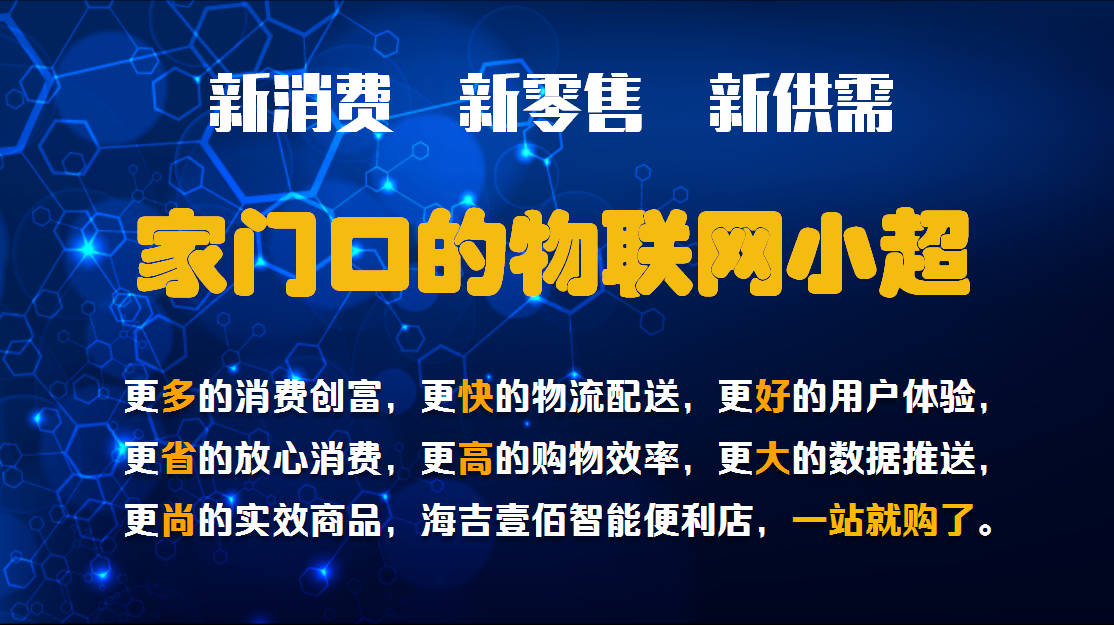 新消费 新零售 新供需
家门口的物联网小超
更多的消费创富，更快的物流配送，更好的用户体验，
更省的放心消费，更高的购物效率，更大的数据推送，
更尚的实效商品，海吉壹佰智能便利店，一站就购了。